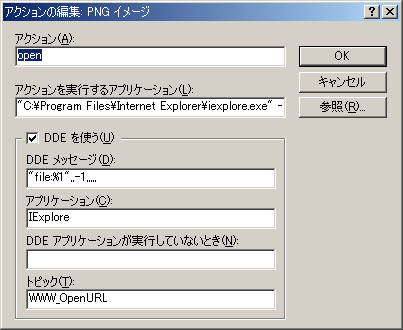 アクションの編集: PNG イメージ
アクション(A):
open
OK
キャンセル
アクションを実行するアプリケーション(L):
"C:¥Program Files¥Internet Explorer¥iexplore.exe" -
参照(R)...
DDE を使う(U)
DDE メッセージ(D):
"file:%1",,-1,,,,,
アプリケーション(C):
IExplore
DDE アプリケーションが実行していないとき(N):
トピック(T):
WWW_OpenURL